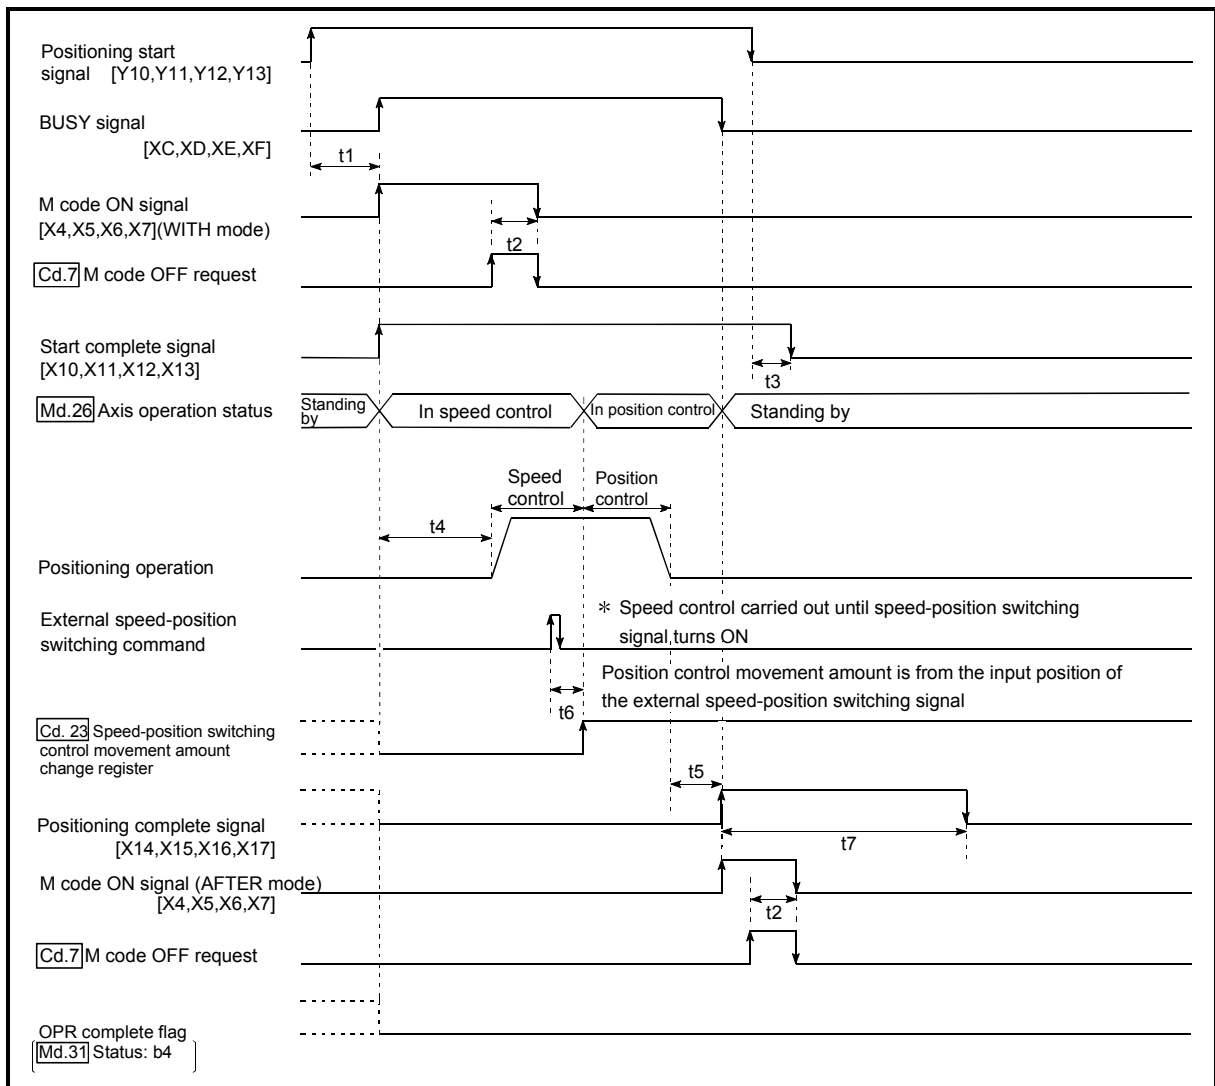 Positioning start
signal [Y10,Y11,Y12,Y13]
BUSY signal
[XC,XD,XE,XF]
t1
M code ON signal
[X4,X5,X6,X7](WITH mode)
t2
Cd.7 M code OFF request
Start complete signal
[X10,X11,X12,X13]
t3
Md.26 Axis operation status
Standing
by
In speed control
In position control
Standing by
Speed
control
Position
control
t4
Positioning operation
External speed-position
switching command
* Speed control carried out until speed-position switching
signal turns ON
Position control movement amount is from the input position of
the external speed-position switching signal
t6
Cd. 23 Speed-position switching
control movement amount
change register
t5
Positioning complete signal
[X14,X15,X16,X17]
t7
M code ON signal (AFTER mode)
[X4,X5,X6,X7]
t2
Cd.7 M code OFF request
OPR complete flag
Md.31 Status: b4